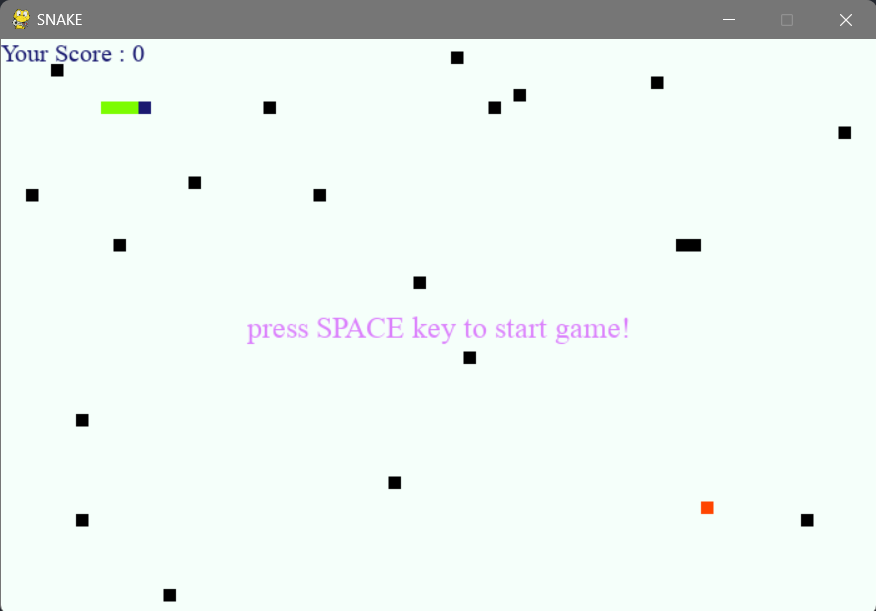 SNAKE
Your Score : 0
press SPACE key to start game!